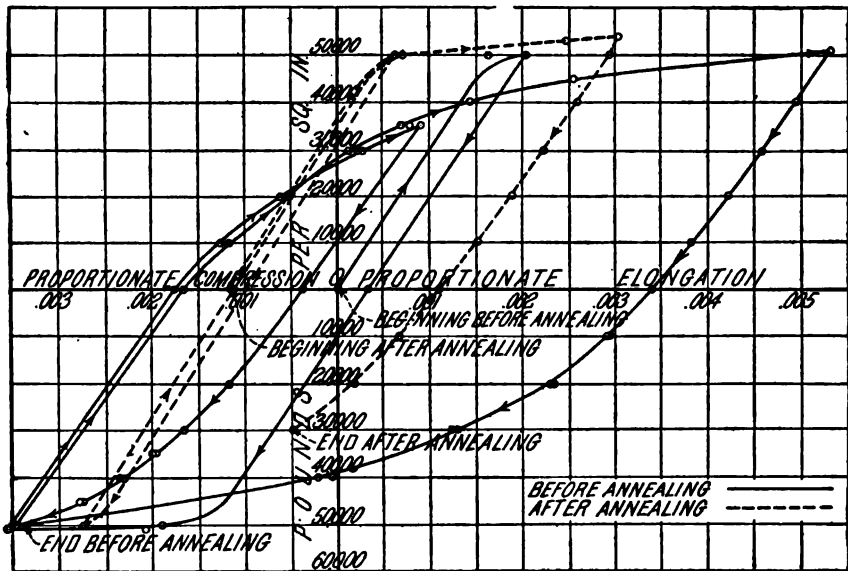 50000
40000
30000
20000
10000
POUNDS PER SQ. IN.
PROPORTIONATE COMPRESSION 0 PROPORTIONATE ELONGATION
.003 .002 .001 .001 .002 .003 .004 .005
10000
BEGINNING BEFORE ANNEALING
BEGINNING AFTER ANNEALING
20000
30000
END AFTER ANNEALING
40000
BEFORE ANNEALING
AFTER ANNEALING
50000
END BEFORE ANNEALING
60000